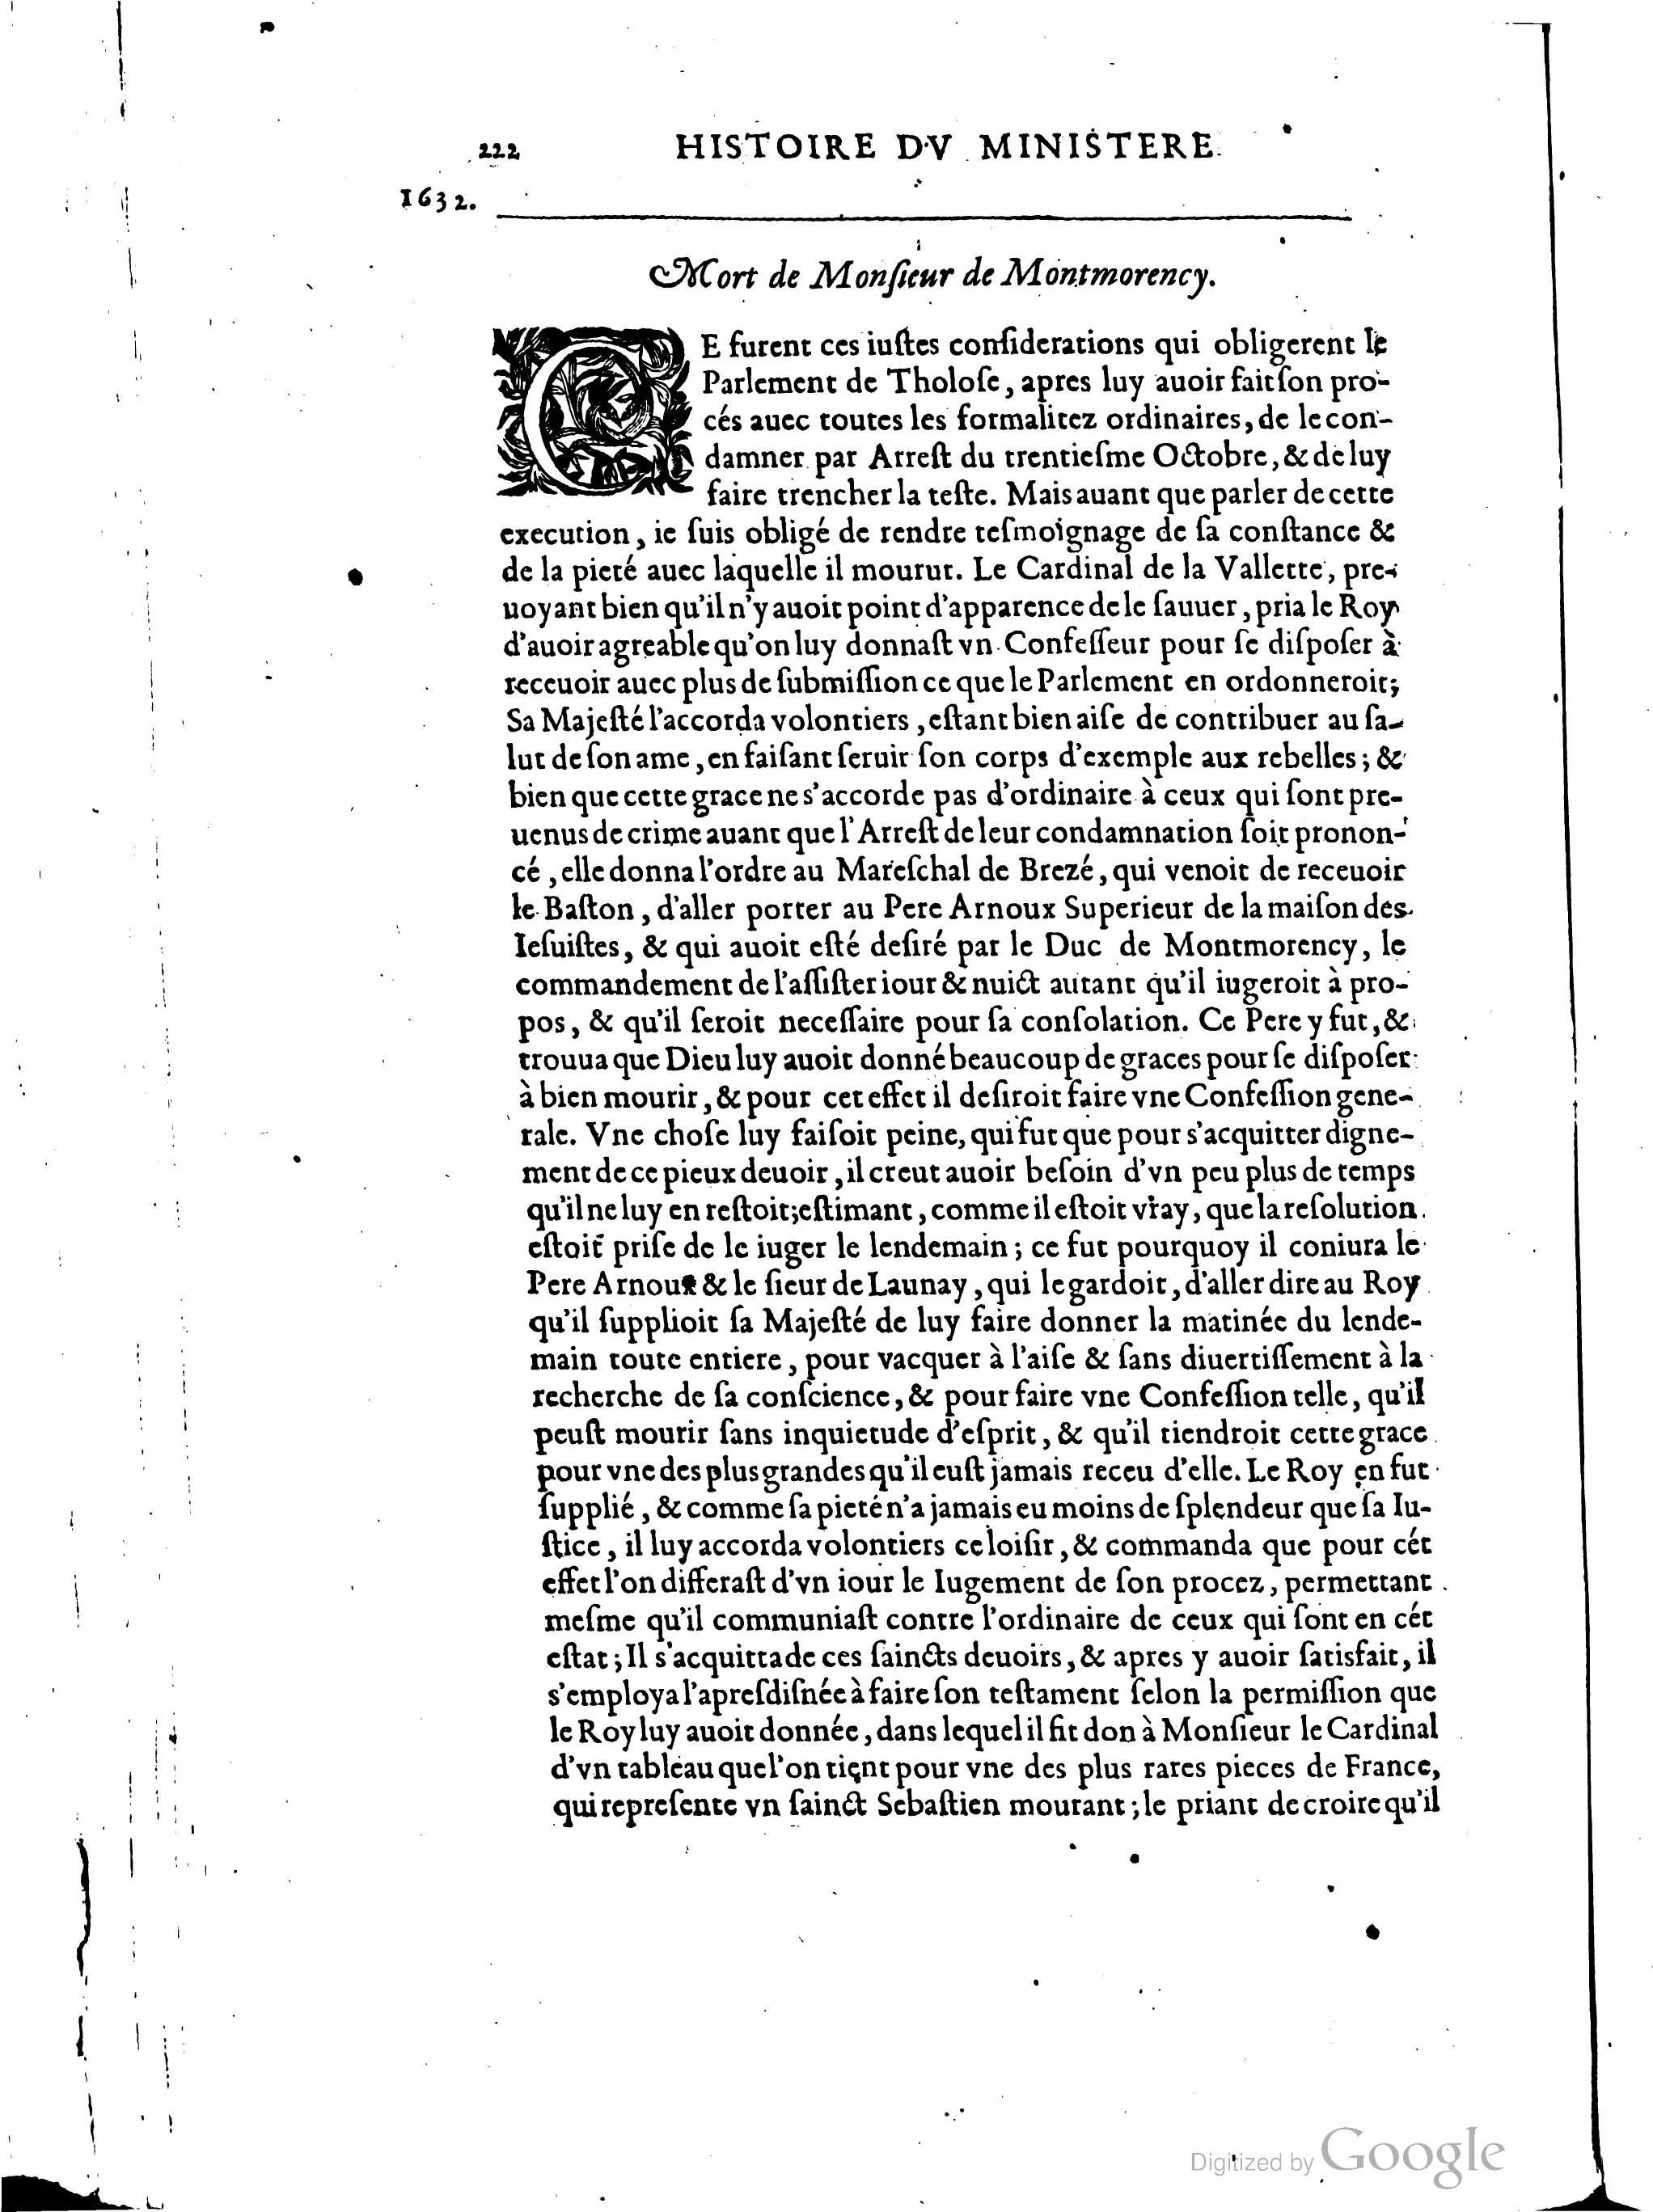 222 HISTOIRE DV MINISTERE
1632.
Mort de Monſieur de Montmorency.
CE furent ces iuſtes conſiderations qui obligerent le
Parlement de Tholoſe, apres luy auoir fait ſon pro-
cés auec toutes les formalitez ordinaires, de le con-
damner par Arreſt du trentieſme Octobre, & de luy
faire trencher la teſte. Mais auant que parler de cette
execution, ie ſuis obligé de rendre teſmoignage de ſa conſtance &
de la pieté auec laquelle il mourut. Le Cardinal de la Vallette, pre-
uoyant bien qu'il n'y auoit point d'apparence de le ſauuer, pria le Roy
d'auoir agreable qu'on luy donnaſt vn Confeſſeur pour ſe diſpoſer à
receuoir auec plus de ſubmiſſion ce que le Parlement en ordonneroit;
Sa Majeſté l'accorda volontiers, eſtant bien aiſe de contribuer au ſa-
lut de ſon ame, en faiſant ſeruir ſon corps d'exemple aux rebelles; &
bien que cette grace ne s'accorde pas d'ordinaire à ceux qui ſont pre-
uenus de crime auant que l'Arreſt de leur condamnation ſoit pronon-
cé, elle donna l'ordre au Mareſchal de Brezé, qui venoit de receuoir
le Baſton, d'aller porter au Pere Arnoux Superieur de la maiſon des
Ieſuiſtes, & qui auoit eſté deſiré par le Duc de Montmorency, le
commandement de l'aſſiſter iour & nuict autant qu'il iugeroit à pro-
pos, & qu'il ſeroit neceſſaire pour ſa conſolation. Ce Pere y fut, &
trouua que Dieu luy auoit donné beaucoup de graces pour ſe diſpoſer
à bien mourir, & pour cet effet il deſiroit faire vne Confeſſion gene-
rale. Vne choſe luy faiſoit peine, qui fut que pour s'acquitter digne-
ment de ce pieux deuoir, il creut auoir beſoin d'vn peu plus de temps
qu'il ne luy en reſtoit; eſtimant, comme il eſtoit vray, que la reſolution
eſtoit priſe de le iuger le lendemain; ce fut pourquoy il coniura le
Pere Arnoux & le ſieur de Launay, qui le gardoit, d'aller dire au Roy
qu'il ſupplioit ſa Majeſté de luy faire donner la matinée du lende-
main toute entiere, pour vacquer à l'aiſe & ſans diuertiſſement à la
recherche de ſa conſcience, & pour faire vne Confeſſion telle, qu'il
peuſt mourir ſans inquietude d'eſprit, & qu'il tiendroit cette grace
pour vne des plus grandes qu'il euſt jamais receu d'elle. Le Roy en fut
ſupplié, & comme ſa pieté n'a jamais eu moins de ſplendeur que ſa Iu-
ſtice, il luy accorda volontiers ce loiſir, & commanda que pour cét
effet l'on differaſt d'vn iour le Iugement de ſon procez, permettant
meſme qu'il communiaſt contre l'ordinaire de ceux qui ſont en cét
eſtat; Il s'acquitta de ces ſaincts deuoirs, & apres y auoir ſatisfait, il
s'employa l'apreſdiſnée à faire ſon teſtament ſelon la permiſſion que
le Roy luy auoit donnée, dans lequel il fit don à Monſieur le Cardinal
d'vn tableau que l'on tient pour vne des plus rares pieces de France,
qui repreſente vn ſainct Sebaſtien mourant; le priant de croire qu'il
Digitized by Google